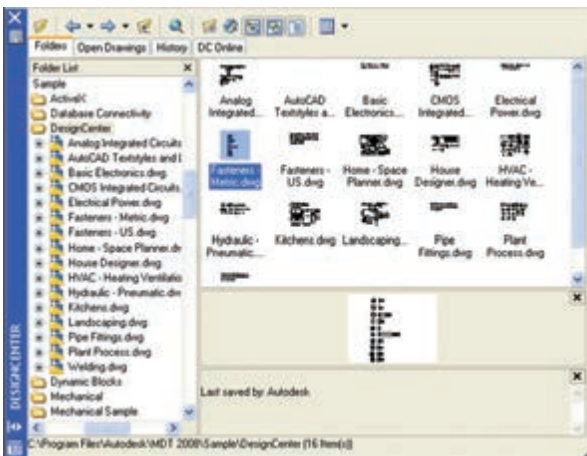 Folders Open Drawings History DC Online
Folder List
Sample
ActiveX
Database Connectivity
DesignCenter
Analog Integrated Circuits
AutoCAD Textstyles and l
Basic Electronics.dwg
CMOS Integrated Circuits.
Electrical Power.dwg
Fasteners - Metric.dwg
Fasteners - US.dwg
Home - Space Planner.dw
House Designer.dwg
HVAC - Heating Ventilatio
Hydraulic - Pneumatic.dw
Kitchens.dwg
Landscaping.dwg
Pipe Fittings.dwg
Plant Process.dwg
Welding.dwg
Dynamic Blocks
Mechanical
Mechanical Sample
Analog Integrated...
AutoCAD Textstyles a...
Basic Electronics....
CMOS Integrated...
Electrical Power.dwg
Fasteners - Metric.dwg
Fasteners - US.dwg
Home - Space Planner.dwg
House Designer.dwg
HVAC - Heating Ve...
Hydraulic - Pneumatic....
Kitchens.dwg
Landscaping....
Pipe Fittings.dwg
Plant Process.dwg
Last saved by: Autodesk
DESIGNCENTER
C:\Program Files\Autodesk\MDT 2008\Sample\DesignCenter (16 Item(s))